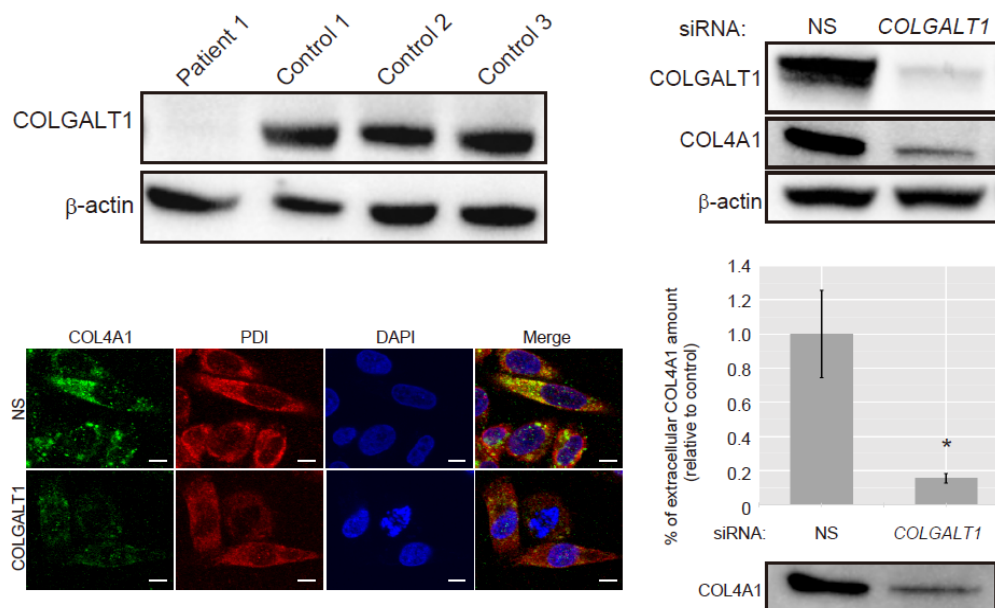 Patient 1
Control 1
Control 2
Control 3
COLGALT1
β-actin
siRNA: NS COLGALT1
COLGALT1
COL4A1
β-actin
COL4A1 PDI DAPI Merge
NS
COLGALT1
% of extracellular COL4A1 amount
(relative to control)
1.4
1.2
1.0
0.8
0.6
0.4
0.2
0
*
siRNA: NS COLGALT1
COL4A1